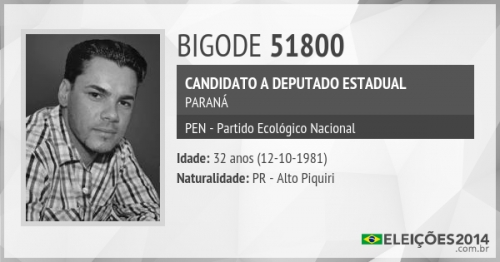 BIGODE 51800
CANDIDATO A DEPUTADO ESTADUAL
PARANÁ
PEN - Partido Ecológico Nacional
Idade: 32 anos (12-10-1981)
Naturalidade: PR - Alto Piquiri
ELEIÇÕES2014
.com.br